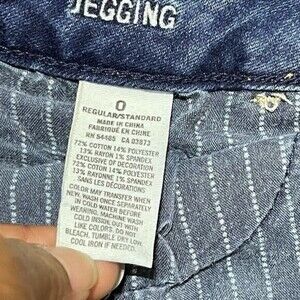 JEGGING
0
REGULAR/STANDARD
MADE IN CHINA
FABRIQUÉ EN CHINE
RN 54485 CA 03873
72% COTTON 14% POLYESTER
13% RAYON 1% SPANDEX
EXCLUSIVE OF DECORATION
72% COTTON 14% POLYESTER
13% RAYON 1% SPANDEX
SANS LES DÉCORATIONS
COLOR MAY TRANSFER WHEN
NEW. WASH ONCE SEPARATELY
IN COLD WATER BEFORE
WEARING. MACHINE WASH
COLD INSIDE OUT WITH
LIKE COLORS. DO NOT
BLEACH. TUMBLE DRY LOW.
COOL IRON IF NEEDED.